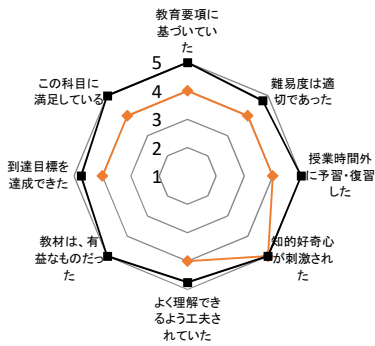 教育要項に
基づいてい
た
難易度は適
切であった
授業時間外
に予習・復習
した
知的好奇心
が刺激され
た
よく理解でき
るよう工夫さ
れていた
教材は、有
益なものだっ
た
到達目標を
達成できた
この科目に
満足している
5
4
3
2
1